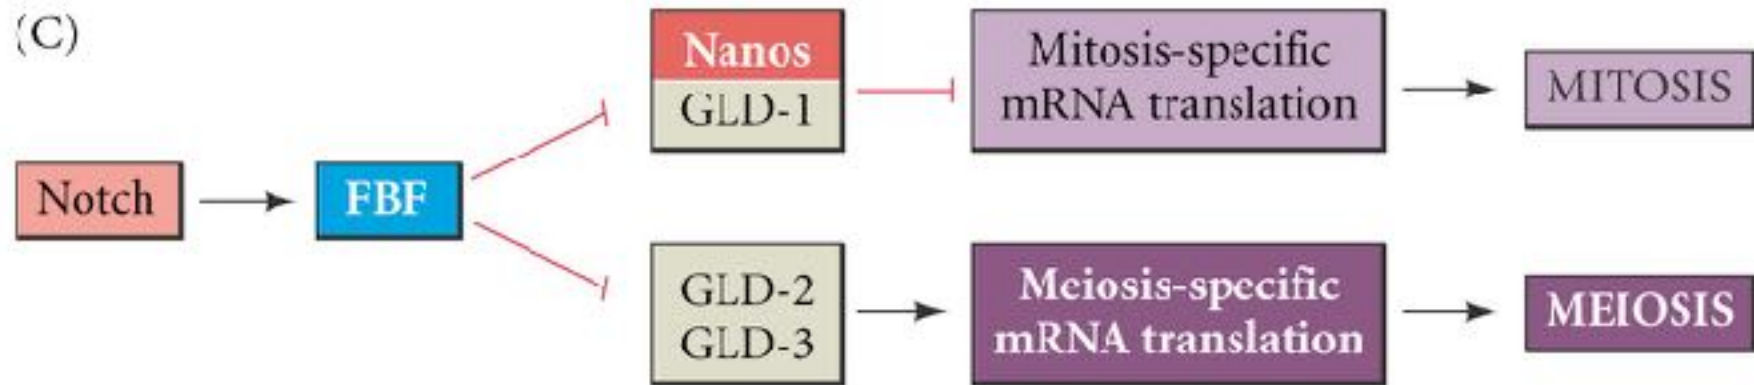 (C)
Nanos
GLD-1
Mitosis-specific
mRNA translation
MITOSIS
Notch
FBF
GLD-2
GLD-3
Meiosis-specific
mRNA translation
MEIOSIS